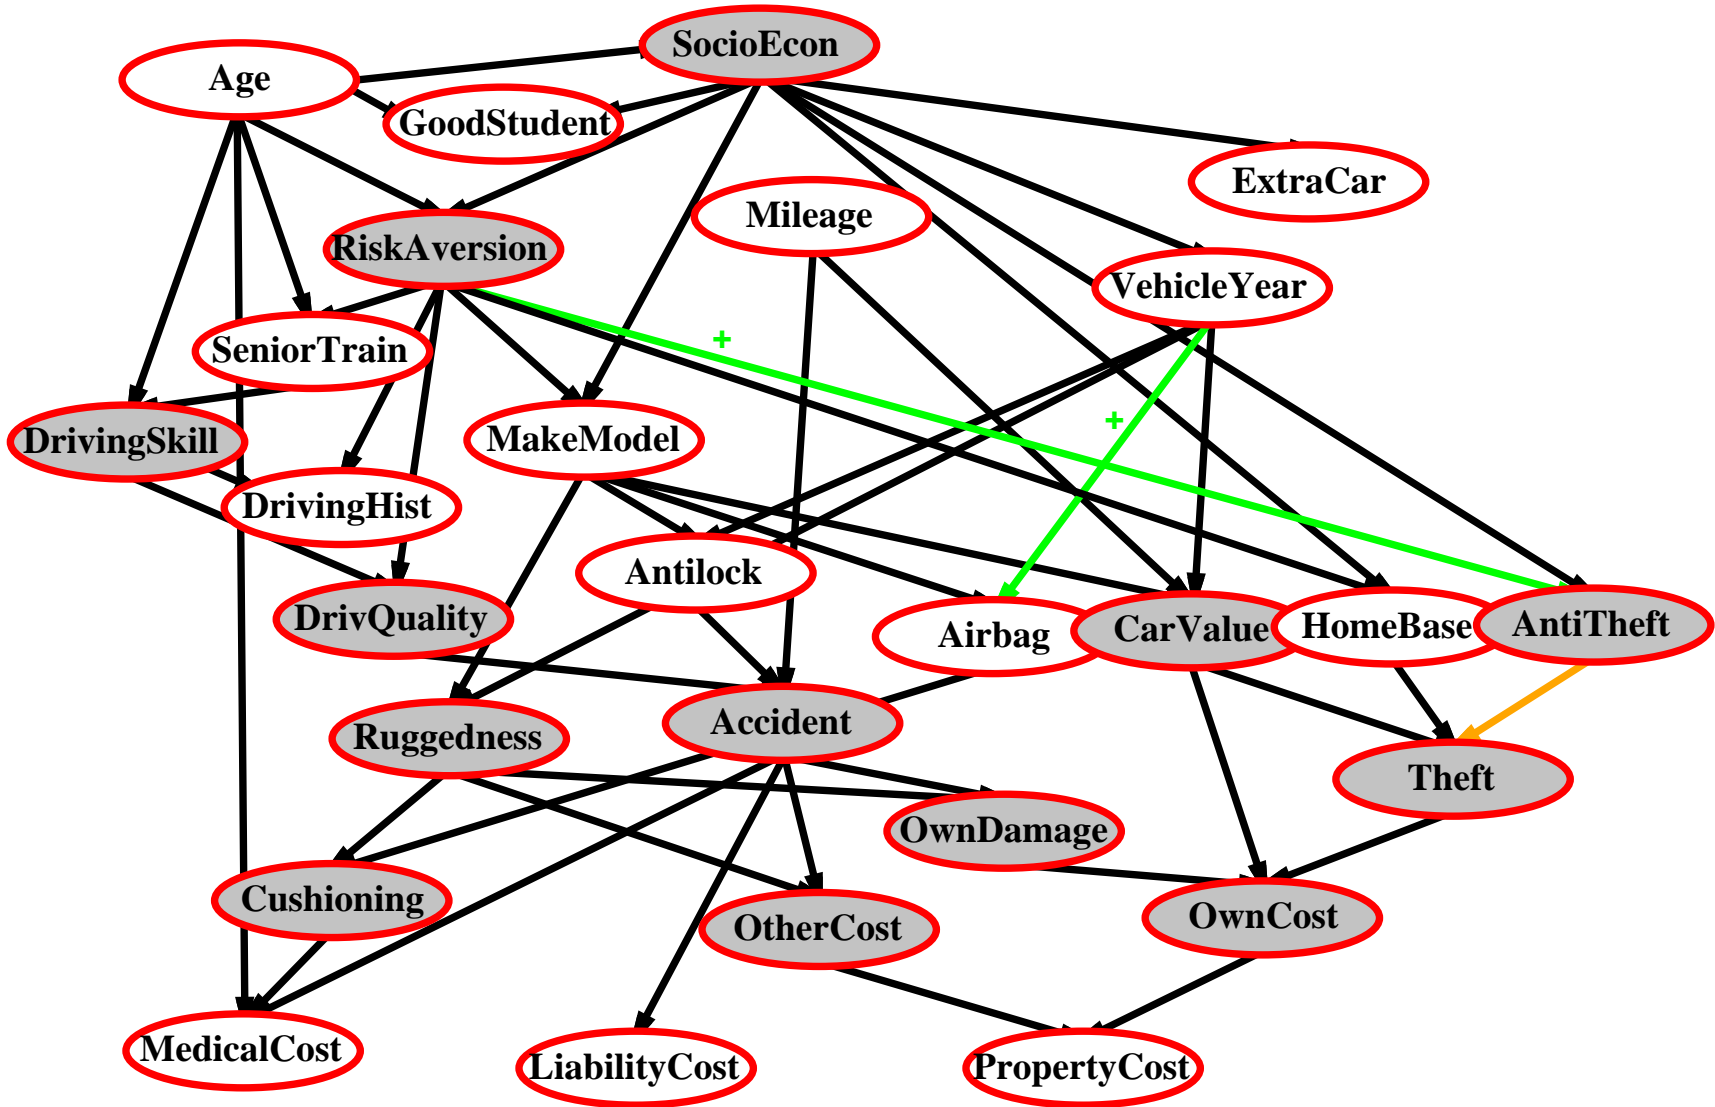 SocioEcon
Age
GoodStudent
ExtraCar
Mileage
RiskAversion
VehicleYear
+
SeniorTrain
+
DrivingSkill
MakeModel
DrivingHist
Antilock
DrivQuality
Airbag
CarValue
HomeBase
AntiTheft
Ruggedness
Accident
Theft
OwnDamage
Cushioning
OtherCost
OwnCost
MedicalCost
LiabilityCost
PropertyCost